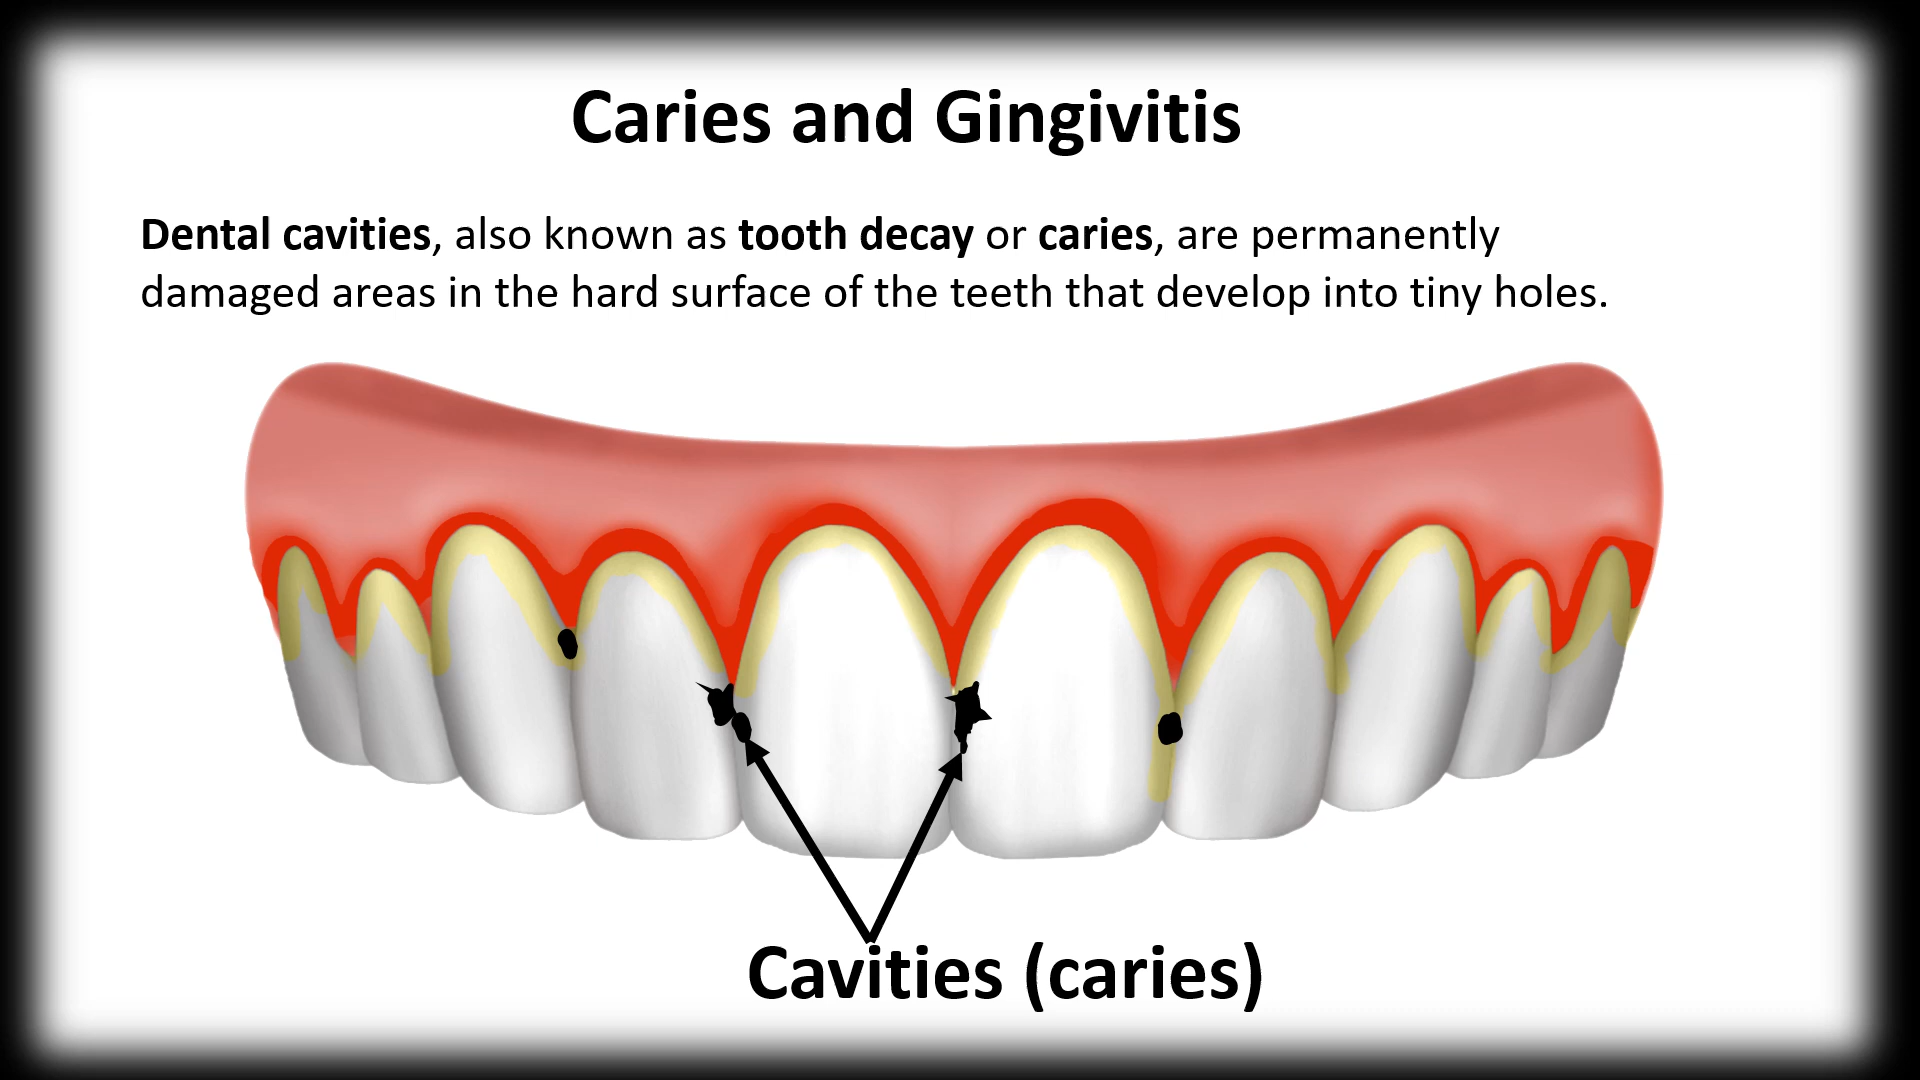 Caries and Gingivitis
Dental cavities, also known as tooth decay or caries, are permanently
damaged areas in the hard surface of the teeth that develop into tiny holes.
Cavities (caries)